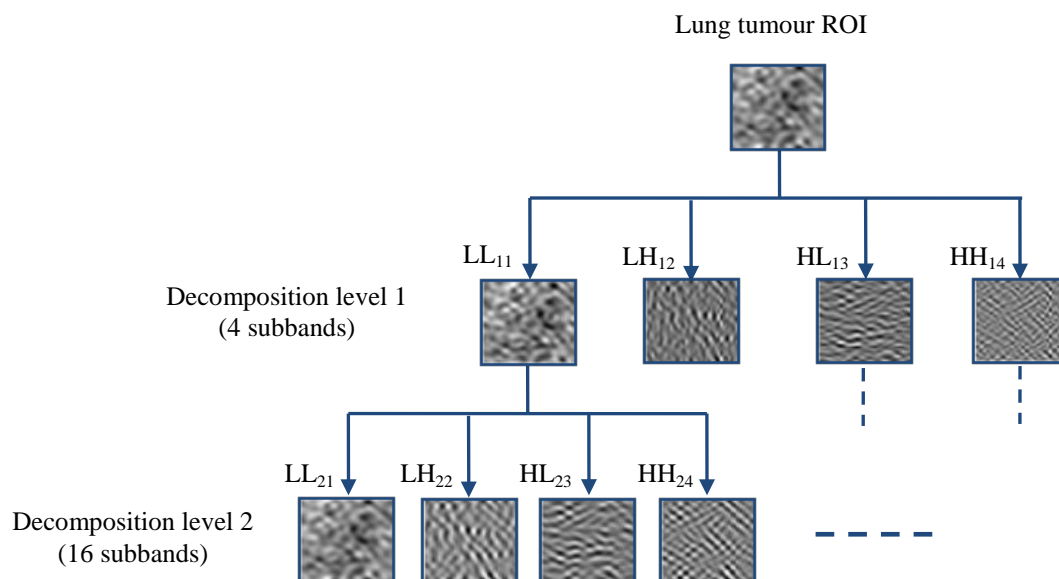 Lung tumour ROI
LL₁₁
LH₁₂
HL₁₃
HH₁₄
Decomposition level 1
(4 subbands)
LL₂₁
LH₂₂
HL₂₃
HH₂₄
Decomposition level 2
(16 subbands)